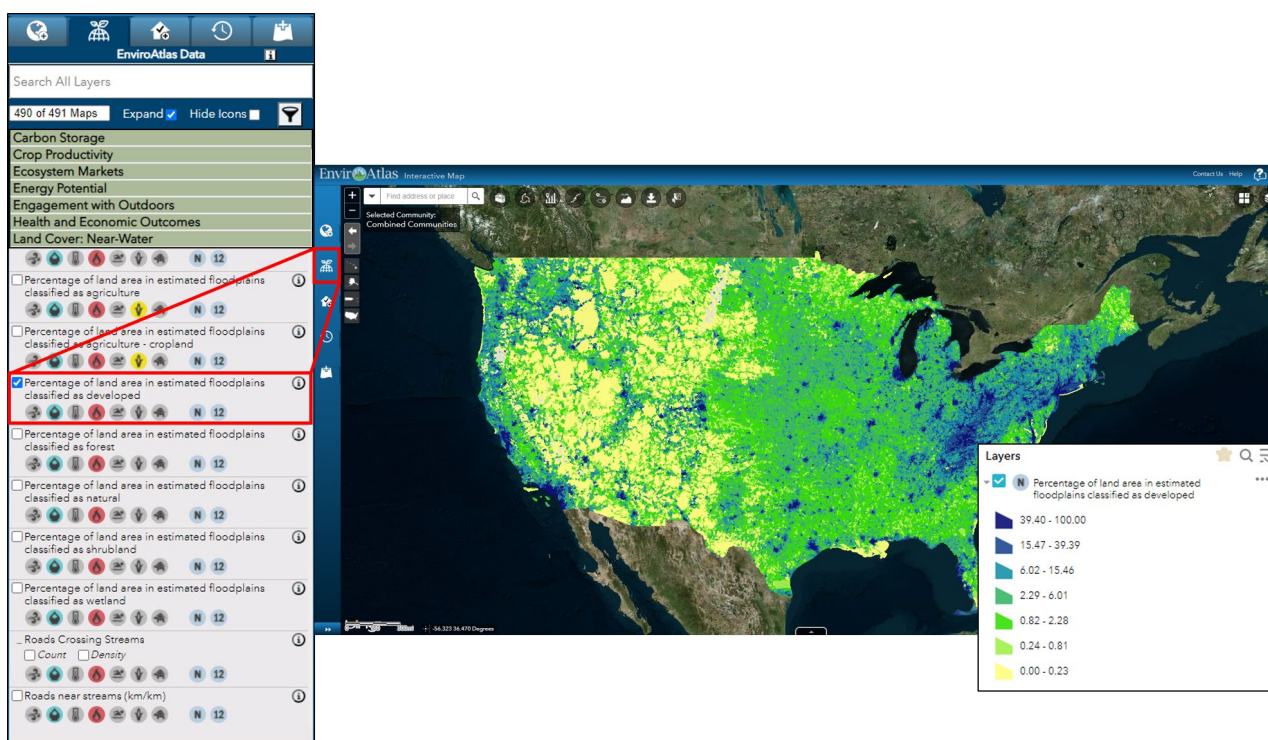 EnviroAtlas Data
i
Search All Layers
490 of 491 Maps Expand Hide Icons
Carbon Storage
Crop Productivity
Ecosystem Markets
Energy Potential
Engagement with Outdoors
Health and Economic Outcomes
Land Cover: Near-Water
N 12
Percentage of land area in estimated floodplains
classified as agriculture
N 12
Percentage of land area in estimated floodplains
classified as agriculture - cropland
N 12
Percentage of land area in estimated floodplains
classified as developed
N 12
Percentage of land area in estimated floodplains
classified as forest
N 12
Percentage of land area in estimated floodplains
classified as natural
N 12
Percentage of land area in estimated floodplains
classified as shrubland
N 12
Percentage of land area in estimated floodplains
classified as wetland
N 12
Roads Crossing Streams
Count Density
N 12
Roads near streams (km/km)
N 12
EnviroAtlas Interactive Map
Contact Us Help
Find address or place
Selected Community:
Combined Communities
-56.323 36.470 Degrees
Layers
N Percentage of land area in estimated
floodplains classified as developed
39.40 - 100.00
15.47 - 39.39
6.02 - 15.46
2.29 - 6.01
0.82 - 2.28
0.24 - 0.81
0.00 - 0.23